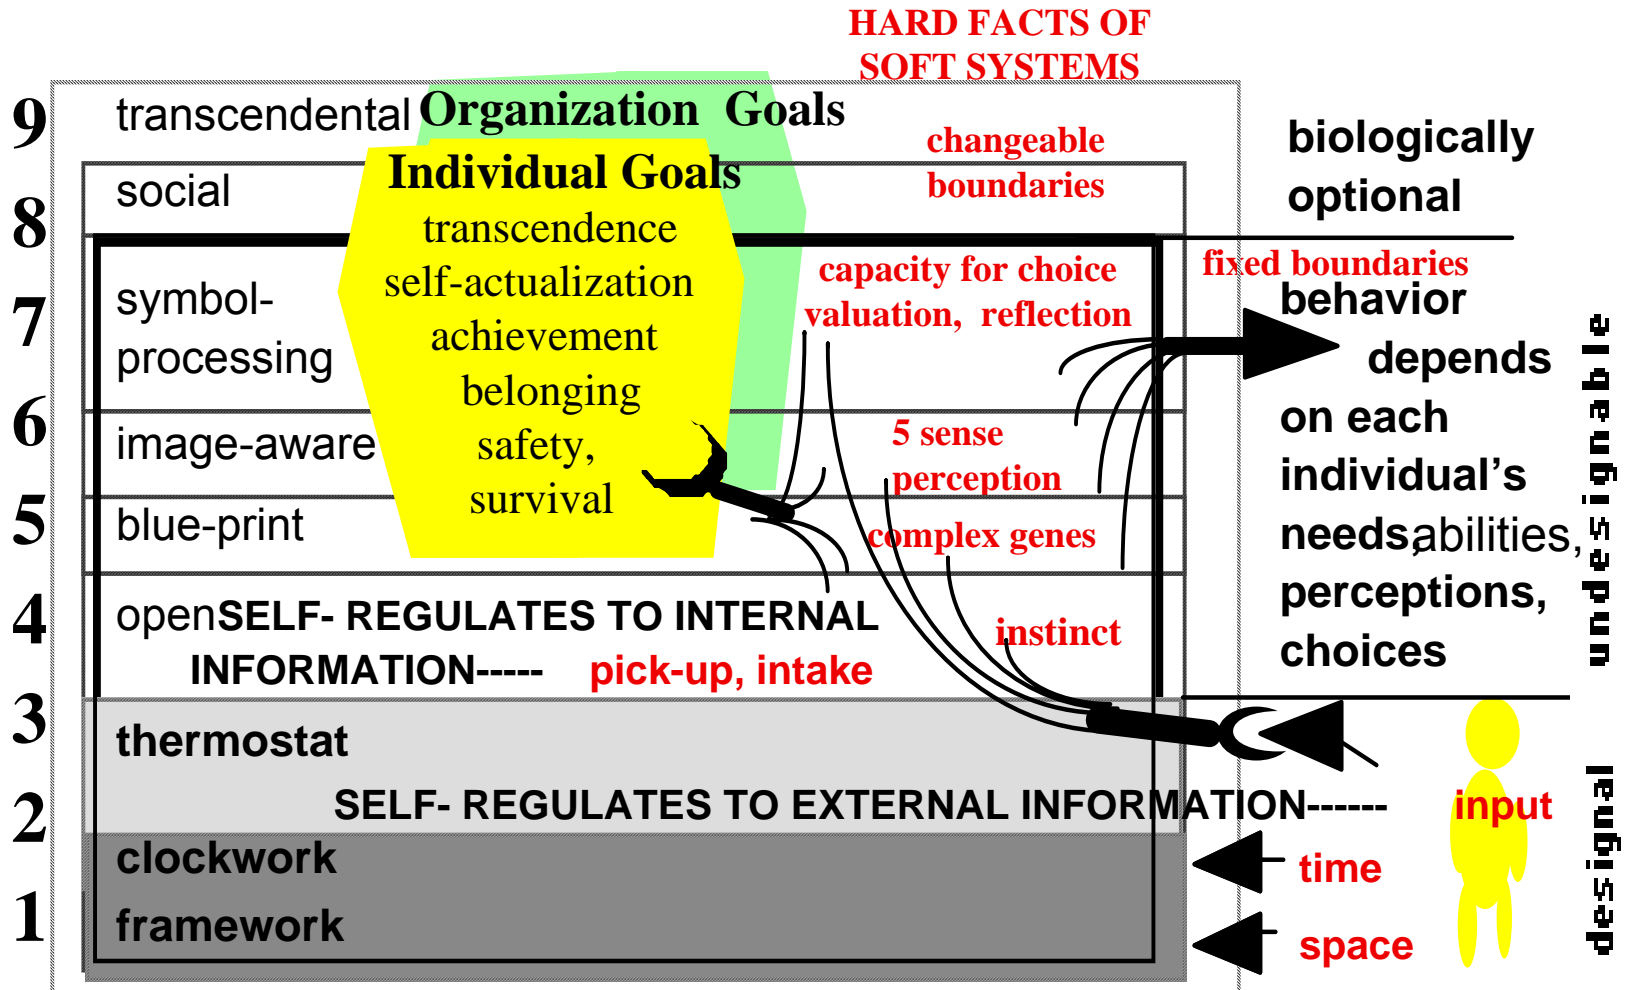 HARD FACTS OF
SOFT SYSTEMS
9
transcendental
Organization Goals
changeable
boundaries
biologically
optional
8
social
Individual Goals
transcendence
self-actualization
achievement
belonging
safety,
survival
7
symbol-
processing
capacity for choice
valuation, reflection
fixed boundaries
behavior
depends
on each
individual’s
needs, abilities,
perceptions,
choices
undesignable
6
image-aware
5 sense
perception
5
blue-print
complex genes
4
open SELF- REGULATES TO INTERNAL
INFORMATION-----
pick-up, intake
instinct
3
thermostat
2
SELF- REGULATES TO EXTERNAL INFORMATION------
input
clockwork
time
1
framework
space
designal